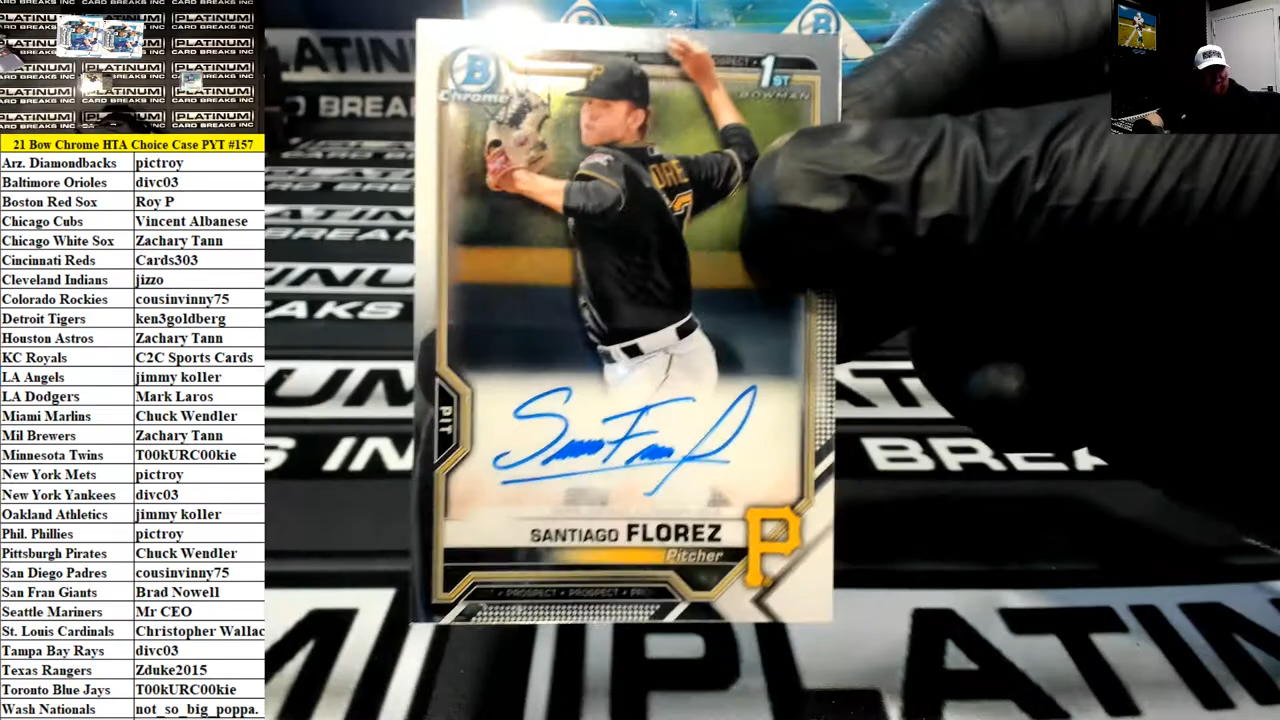 PLATINUM
CARD BREAKS INC
21 Bow Chrome HTA Choice Case PYT #157
Arz. Diamondbacks pictroy
Baltimore Orioles divc03
Boston Red Sox Roy P
Chicago Cubs Vincent Albanese
Chicago White Sox Zachary Tann
Cincinnati Reds Cards303
Cleveland Indians jizzo
Colorado Rockies cousinvinny75
Detroit Tigers ken3goldberg
Houston Astros Zachary Tann
KC Royals C2C Sports Cards
LA Angels jimmy koller
LA Dodgers Mark Laros
Miami Marlins Chuck Wendler
Mil Brewers Zachary Tann
Minnesota Twins T00kURC00kie
New York Mets pictroy
New York Yankees divc03
Oakland Athletics jimmy koller
Phil. Phillies pictroy
Pittsburgh Pirates Chuck Wendler
San Diego Padres cousinvinny75
San Fran Giants Brad Nowell
Seattle Mariners Mr CEO
St. Louis Cardinals Christopher Wallac
Tampa Bay Rays divc03
Texas Rangers Zduke2015
Toronto Blue Jays T00kURC00kie
Wash Nationals not_so_big_poppa.
B
Chrome
1ST
BOWMAN
PIT
SANTIAGO FLOREZ
Pitcher
P
PROSPECT • PROSPECT
PLATIN
BREA